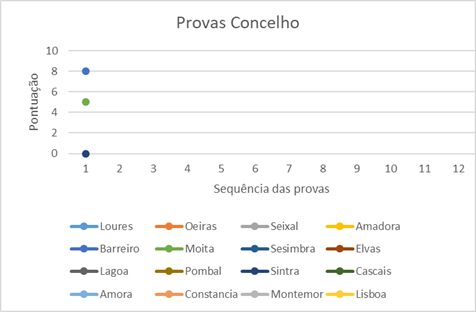 Provas Concelho
10
8
6
4
2
0
Pontuação
1 2 3 4 5 6 7 8 9 10 11 12
Sequência das provas
Loures Oeiras Seixal Amadora
Barreiro Moita Sesimbra Elvas
Lagoa Pombal Sintra Cascais
Amora Constancia Montemor Lisboa